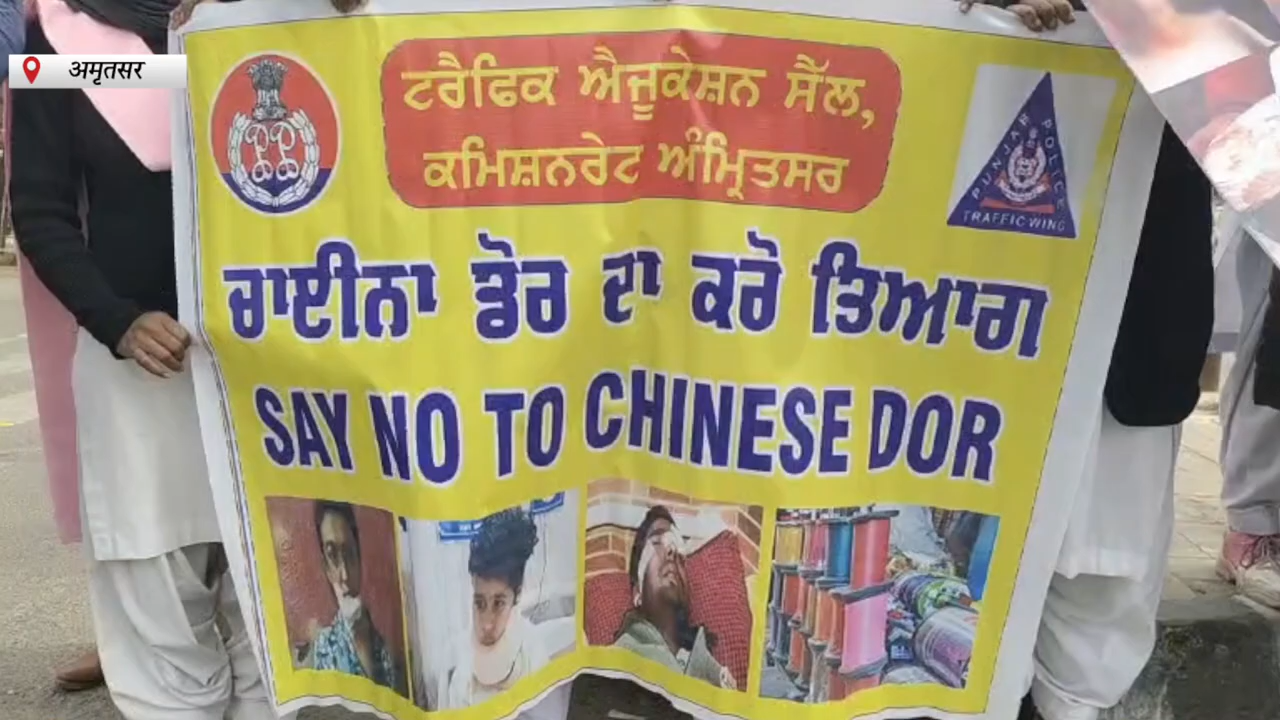 अमृतसर
ਟਰੈਫਿਕ ਐਜੂਕੇਸ਼ਨ ਸੈੱਲ,
ਕਮਿਸ਼ਨਰੇਟ ਅੰਮ੍ਰਿਤਸਰ
PUNJAB POLICE
TRAFFIC WING
ਚਾਈਨਾ ਡੋਰ ਦਾ ਕਰੋ ਤਿਆਗ
SAY NO TO CHINESE DOR